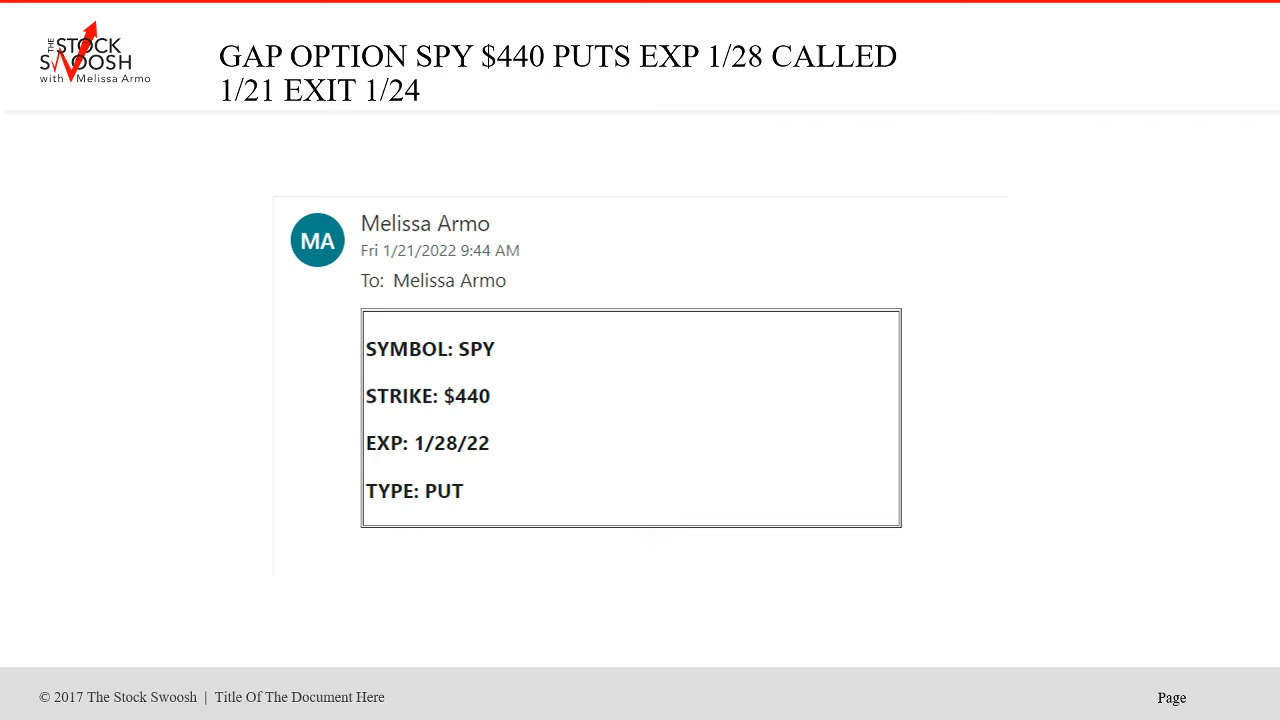 THE
STOCK
SWOOSH
with Melissa Armo
GAP OPTION SPY $440 PUTS EXP 1/28 CALLED
1/21 EXIT 1/24
MA
Melissa Armo
Fri 1/21/2022 9:44 AM
To: Melissa Armo
SYMBOL: SPY
STRIKE: $440
EXP: 1/28/22
TYPE: PUT
© 2017 The Stock Swoosh | Title Of The Document Here
Page